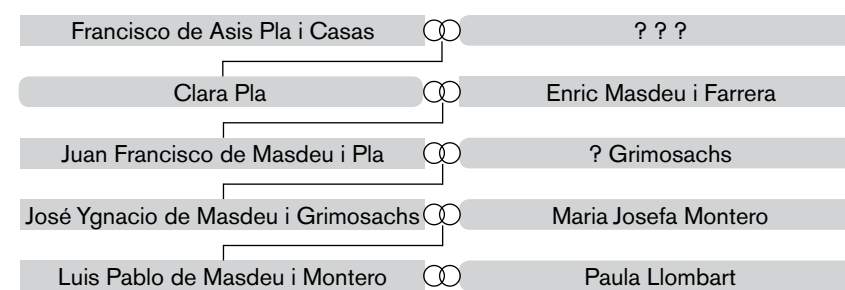 Francisco de Asis Pla i Casas ? ? ?
Clara Pla Enric Masdeu i Farrera
Juan Francisco de Masdeu i Pla ? Grimosachs
José Ygnacio de Masdeu i Grimosachs Maria Josefa Montero
Luis Pablo de Masdeu i Montero Paula Llombart